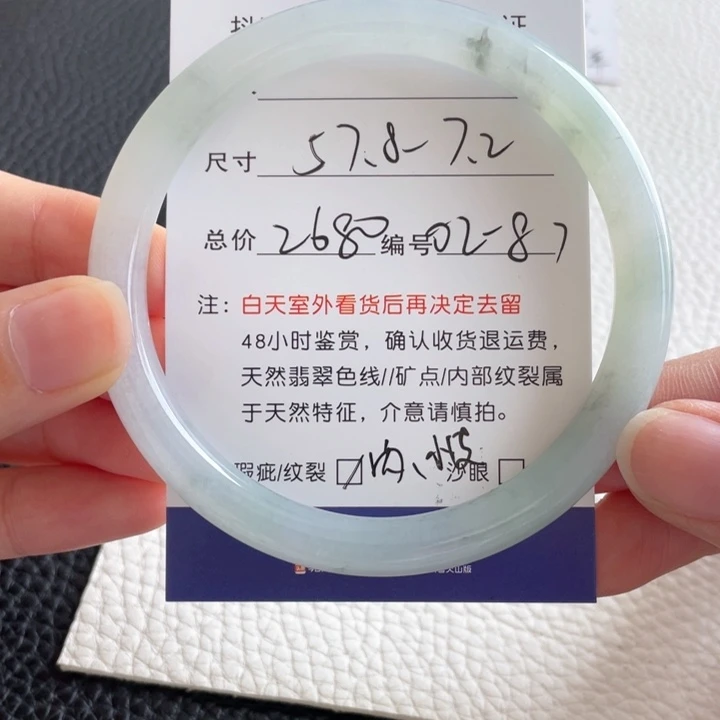 尺寸 57.8-7.2
总价 2680 编号 02-87
注：白天室外看货后再决定去留
48小时鉴赏，确认收货退运费，
天然翡翠色线//矿点/内部纹裂属
于天然特征，介意请慎拍。
瑕疵/纹裂 内、 沙眼